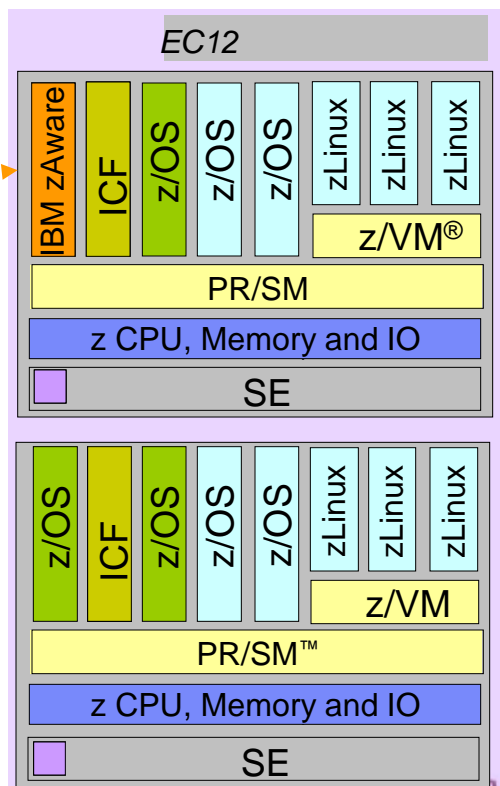 EC12
IBM zAware
ICF
z/OS
z/OS
z/OS
zLinux
zLinux
zLinux
z/VM®
PR/SM
z CPU, Memory and IO
SE
z/OS
ICF
z/OS
z/OS
z/OS
zLinux
zLinux
zLinux
z/VM
PR/SM™
z CPU, Memory and IO
SE